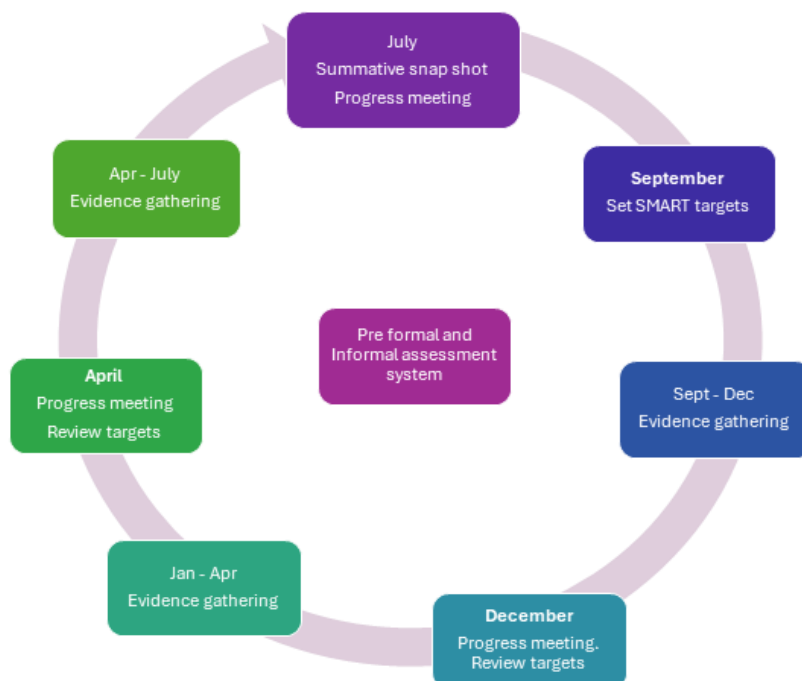 July
Summative snap shot
Progress meeting
September
Set SMART targets
Sept - Dec
Evidence gathering
December
Progress meeting.
Review targets
Jan - Apr
Evidence gathering
April
Progress meeting
Review targets
Apr - July
Evidence gathering
Pre formal and
Informal assessment
system